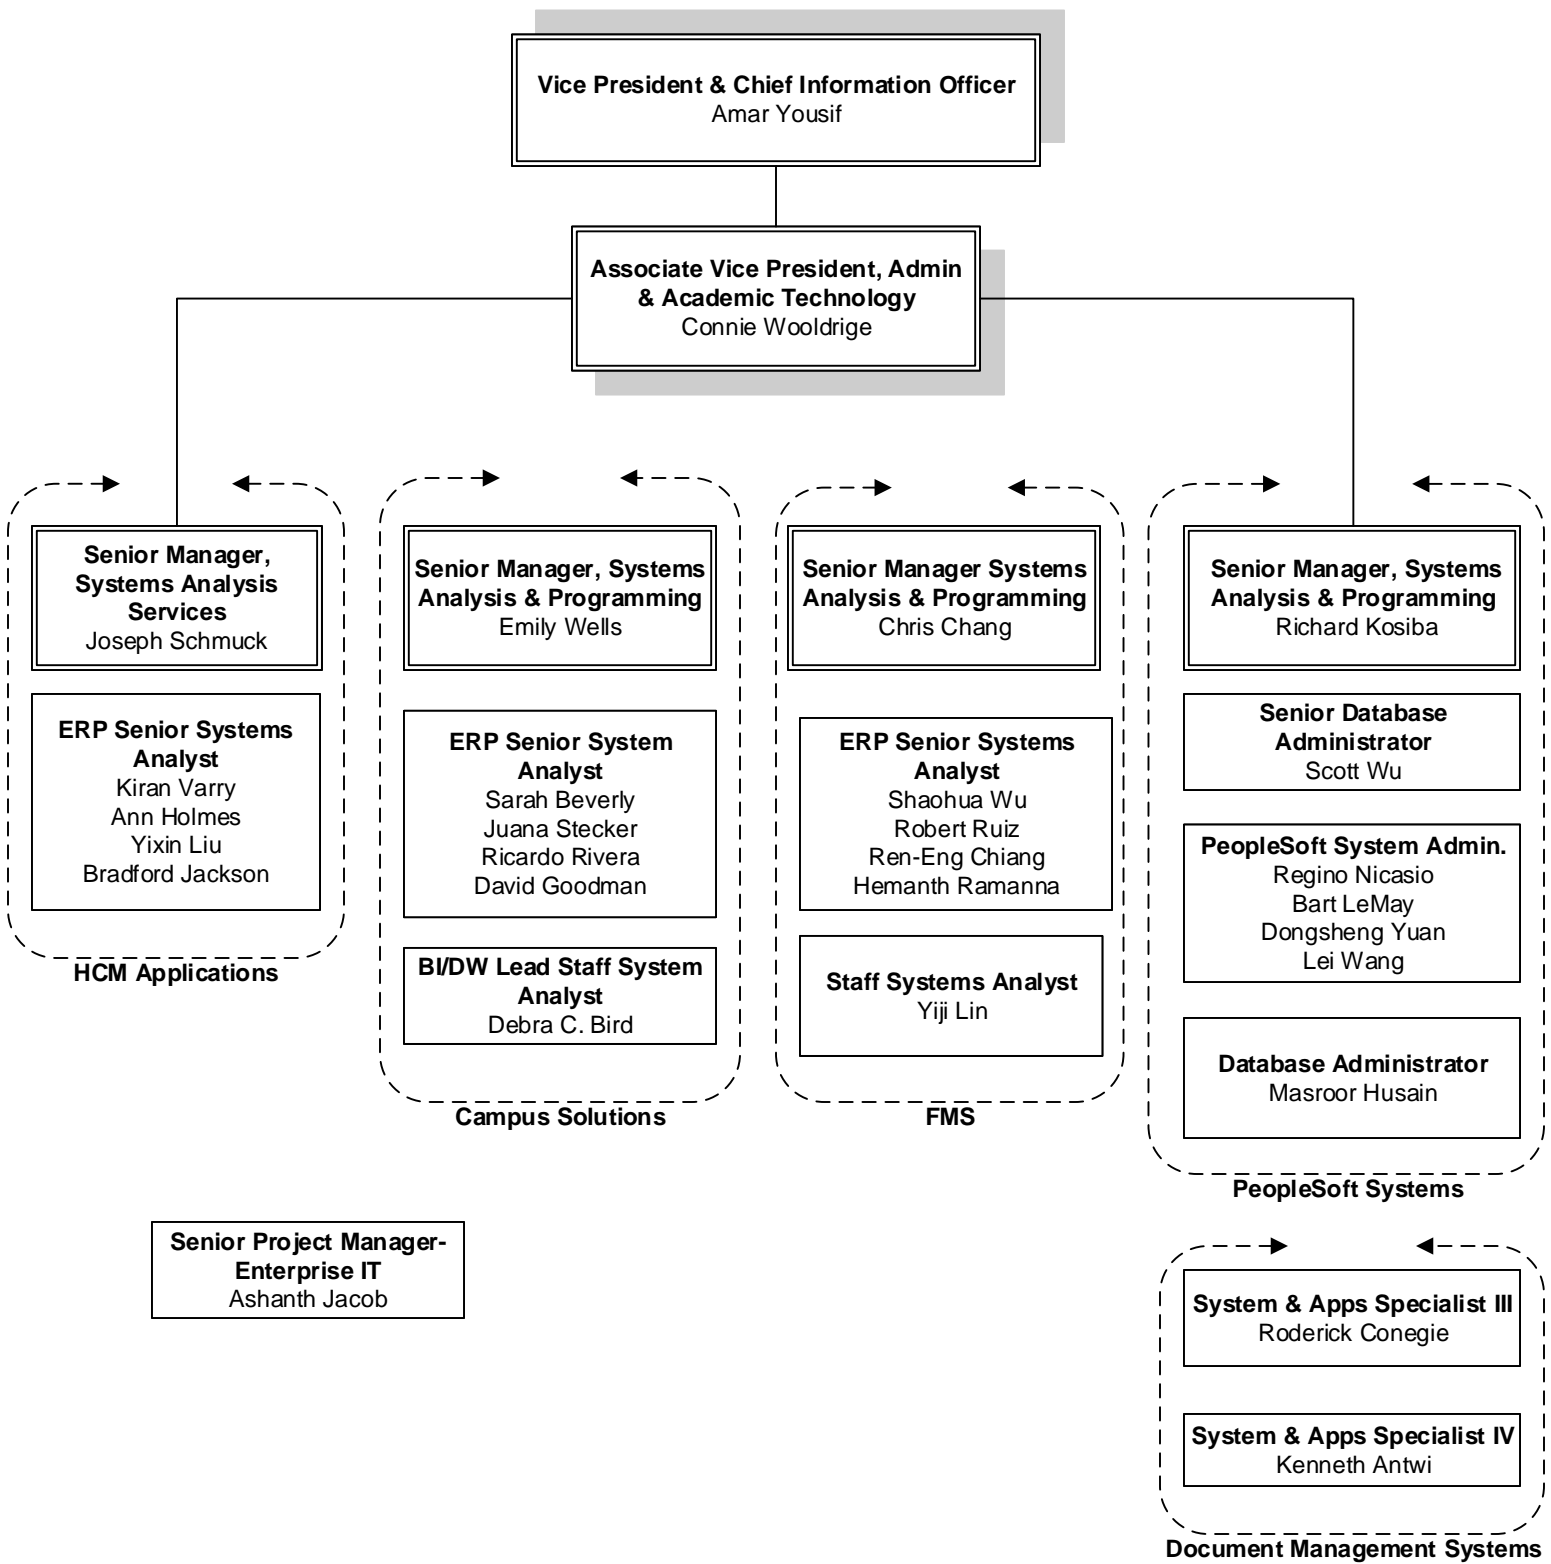 Vice President & Chief Information Officer
Amar Yousif
Associate Vice President, Admin
& Academic Technology
Connie Wooldrige
Senior Manager,
Systems Analysis
Services
Joseph Schmuck
ERP Senior Systems
Analyst
Kiran Varry
Ann Holmes
Yixin Liu
Bradford Jackson
HCM Applications
Senior Manager, Systems
Analysis & Programming
Emily Wells
ERP Senior System
Analyst
Sarah Beverly
Juana Stecker
Ricardo Rivera
David Goodman
BI/DW Lead Staff System
Analyst
Debra C. Bird
Campus Solutions
Senior Manager Systems
Analysis & Programming
Chris Chang
ERP Senior Systems
Analyst
Shaohua Wu
Robert Ruiz
Ren-Eng Chiang
Hemanth Ramanna
Staff Systems Analyst
Yiji Lin
FMS
Senior Manager, Systems
Analysis & Programming
Richard Kosiba
Senior Database
Administrator
Scott Wu
PeopleSoft System Admin.
Regino Nicasio
Bart LeMay
Dongsheng Yuan
Lei Wang
Database Administrator
Masroor Husain
PeopleSoft Systems
Senior Project Manager-
Enterprise IT
Ashanth Jacob
System & Apps Specialist III
Roderick Conegie
System & Apps Specialist IV
Kenneth Antwi
Document Management Systems